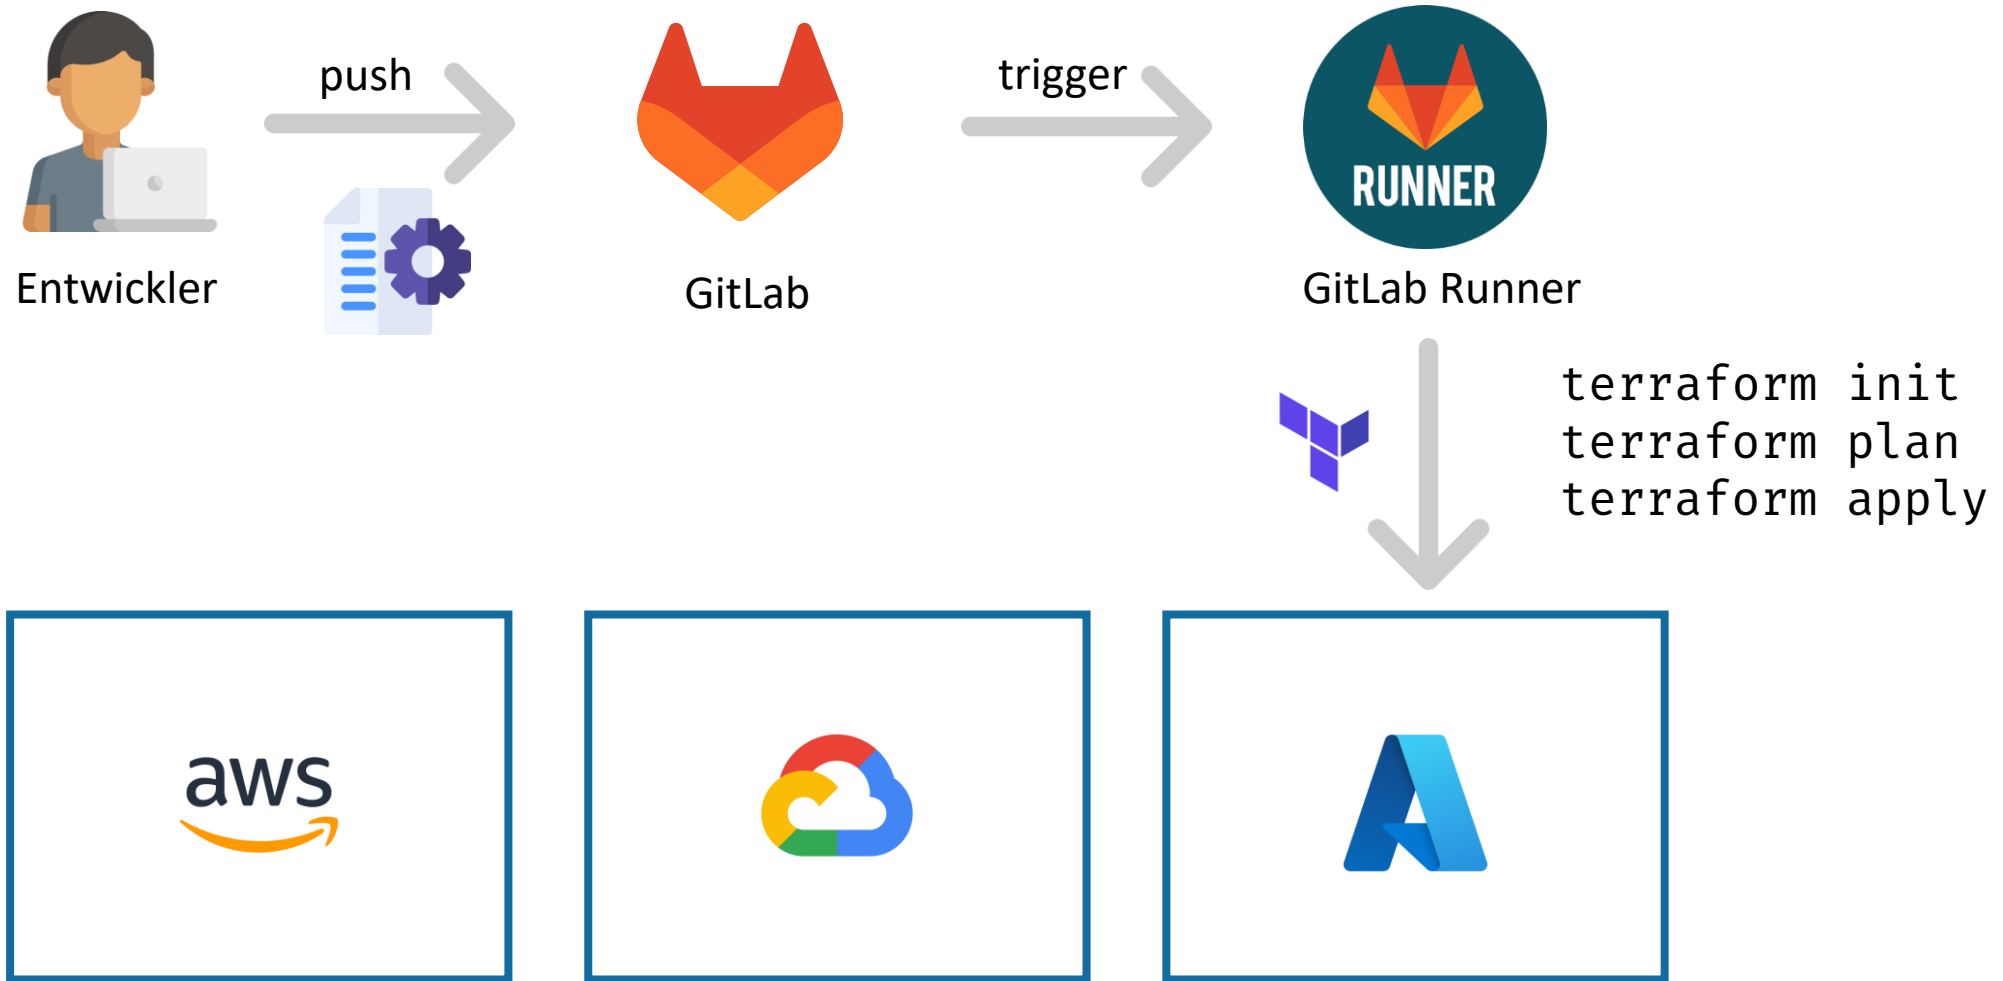 push
trigger
RUNNER
Entwickler
GitLab
GitLab Runner
terraform init
terraform plan
terraform apply
aws